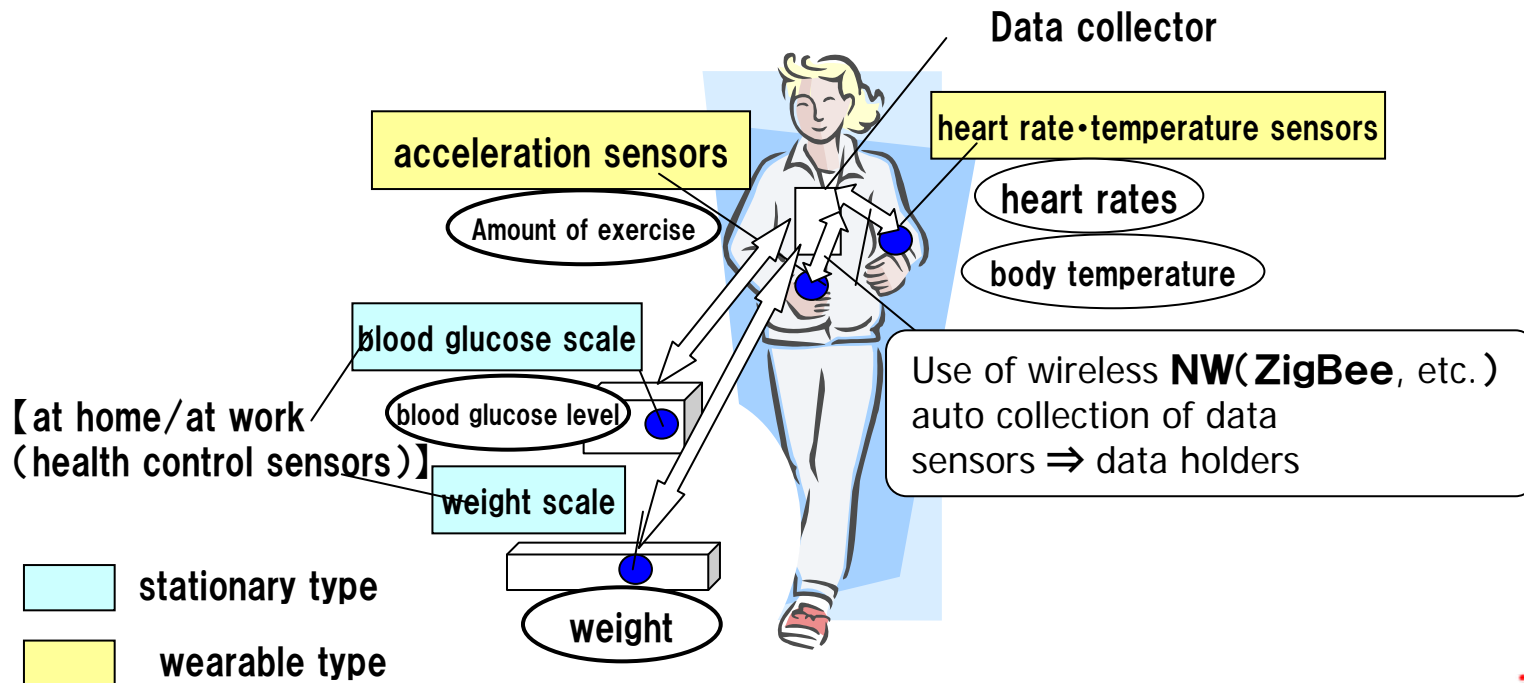 Data collector
acceleration sensors
heart rate・temperature sensors
Amount of exercise
heart rates
body temperature
blood glucose scale
blood glucose level
【at home/at work
(health control sensors)】
weight scale
Use of wireless NW(ZigBee, etc.)
auto collection of data
sensors ⇒ data holders
stationary type
weight
wearable type